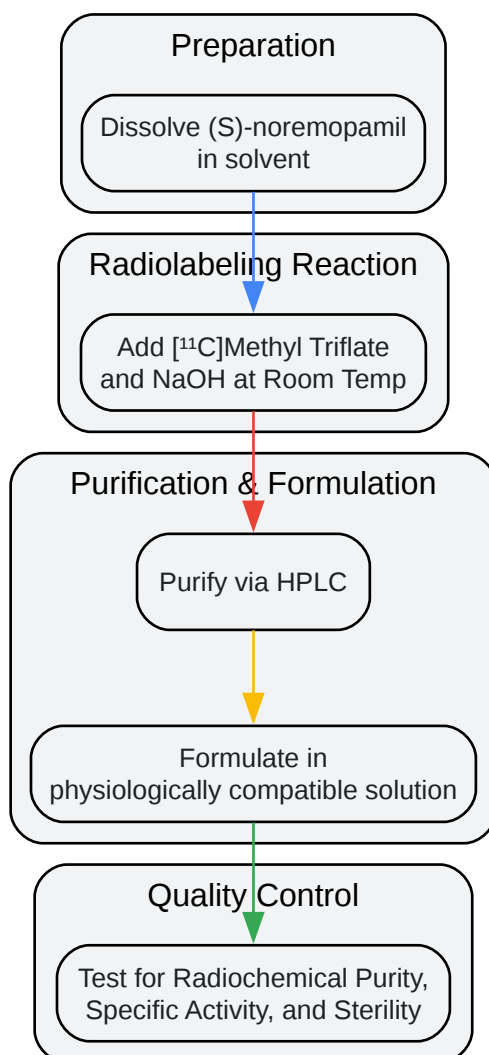 Preparation
Dissolve (S)-noremopamil
in solvent
Radiolabeling Reaction
Add [¹¹C]Methyl Triflate
and NaOH at Room Temp
Purification & Formulation
Purify via HPLC
Formulate in
physiologically compatible solution
Quality Control
Test for Radiochemical Purity,
Specific Activity, and Sterility